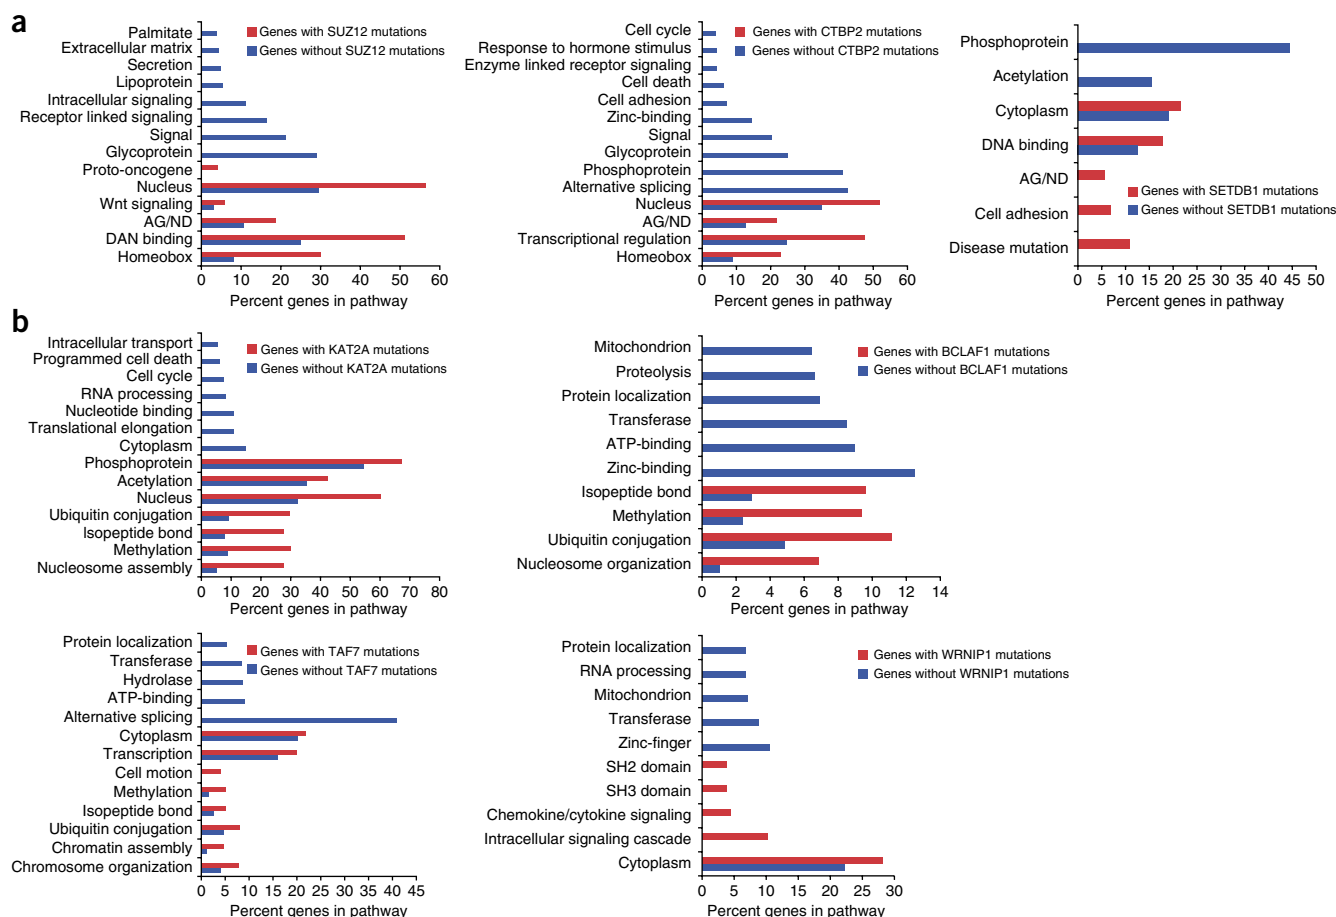 a
Palmitate
Extracellular matrix
Secretion
Lipoprotein
Intracellular signaling
Receptor linked signaling
Signal
Glycoprotein
Proto-oncogene
Nucleus
Wnt signaling
AG/ND
DAN binding
Homeobox
Genes with SUZ12 mutations
Genes without SUZ12 mutations
0 10 20 30 40 50 60
Percent genes in pathway
Cell cycle
Response to hormone stimulus
Enzyme linked receptor signaling
Cell death
Cell adhesion
Zinc-binding
Signal
Glycoprotein
Phosphoprotein
Alternative splicing
Nucleus
AG/ND
Transcriptional regulation
Homeobox
Genes with CTBP2 mutations
Genes without CTBP2 mutations
0 10 20 30 40 50 60
Percent genes in pathway
Phosphoprotein
Acetylation
Cytoplasm
DNA binding
AG/ND
Cell adhesion
Disease mutation
Genes with SETDB1 mutations
Genes without SETDB1 mutations
0 5 10 15 20 25 30 35 40 45 50
Percent genes in pathway
b
Intracellular transport
Programmed cell death
Cell cycle
RNA processing
Nucleotide binding
Translational elongation
Cytoplasm
Phosphoprotein
Acetylation
Nucleus
Ubiquitin conjugation
Isopeptide bond
Methylation
Nucleosome assembly
Genes with KAT2A mutations
Genes without KAT2A mutations
0 10 20 30 40 50 60 70 80
Percent genes in pathway
Mitochondrion
Proteolysis
Protein localization
Transferase
ATP-binding
Zinc-binding
Isopeptide bond
Methylation
Ubiquitin conjugation
Nucleosome organization
Genes with BCLAF1 mutations
Genes without BCLAF1 mutations
0 2 4 6 8 10 12 14
Percent genes in pathway
Protein localization
Transferase
Hydrolase
ATP-binding
Alternative splicing
Cytoplasm
Transcription
Cell motion
Methylation
Isopeptide bond
Ubiquitin conjugation
Chromatin assembly
Chromosome organization
Genes with TAF7 mutations
Genes without TAF7 mutations
0 5 10 15 20 25 30 35 40 45
Percent genes in pathway
Protein localization
RNA processing
Mitochondrion
Transferase
Zinc-finger
SH2 domain
SH3 domain
Chemokine/cytokine signaling
Intracellular signaling cascade
Cytoplasm
Genes with WRNIP1 mutations
Genes without WRNIP1 mutations
0 5 10 15 20 25 30
Percent genes in pathway